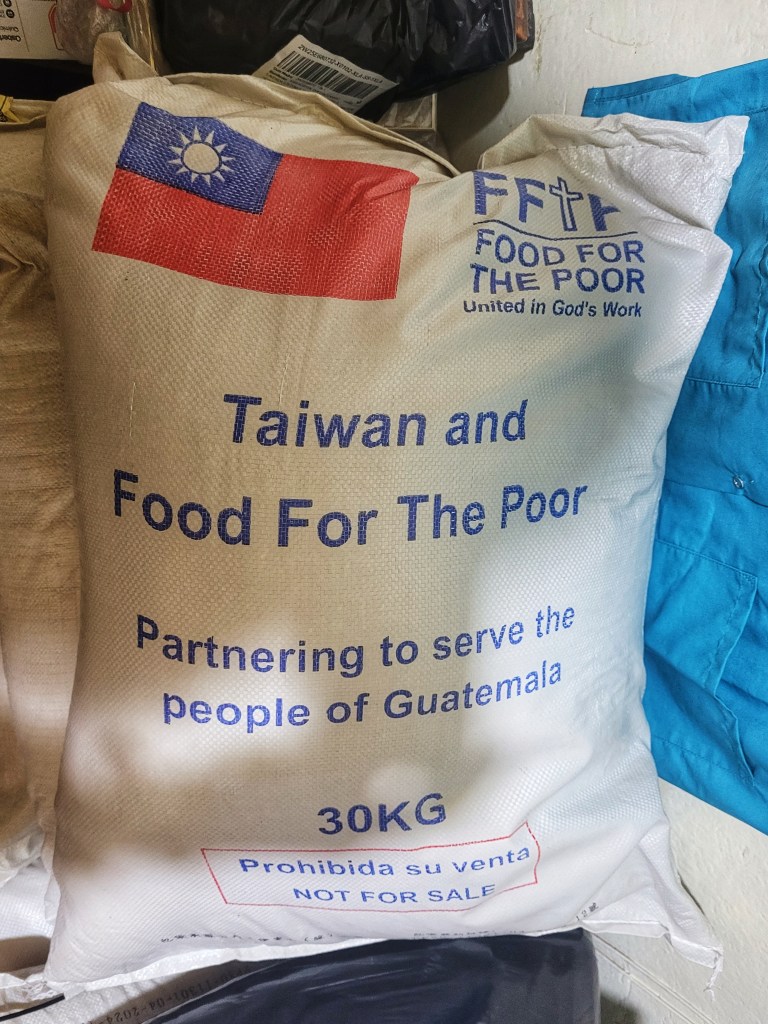 FFTF
FOOD FOR
THE POOR
United in God's Work
Taiwan and
Food For The Poor
Partnering to serve the
people of Guatemala
30KG
Prohibida su venta
NOT FOR SALE